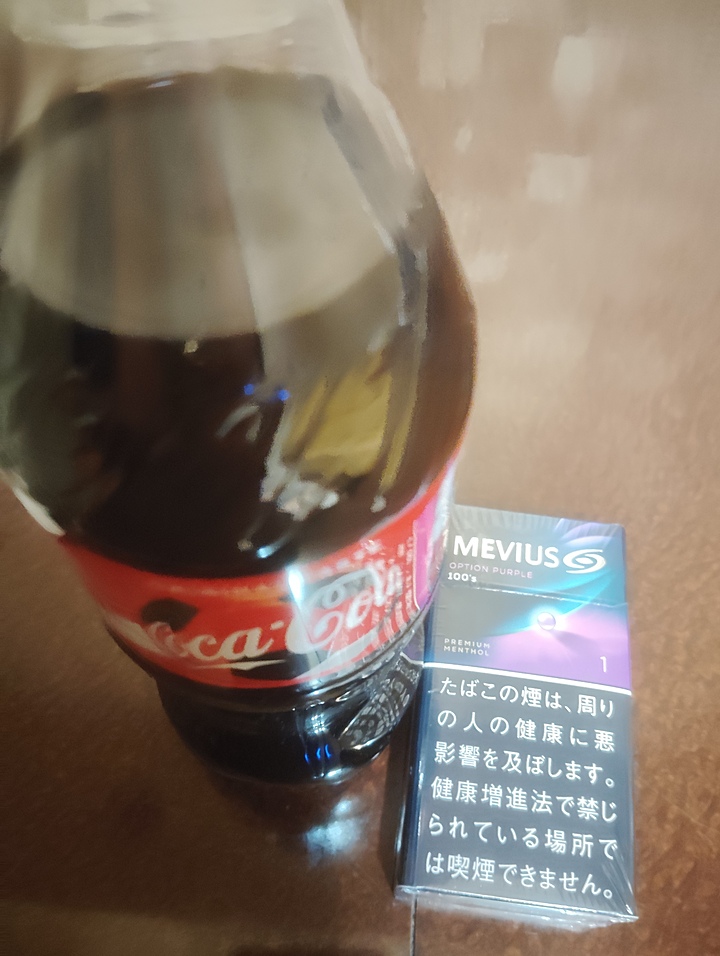 Coca-Cola
MEVIUS
OPTION PURPLE
100's
PREMIUM
MENTHOL
1
たばこの煙は、周り
の人の健康に悪
影響を及ぼします。
健康増進法で禁じ
られている場所で
は喫煙できません。